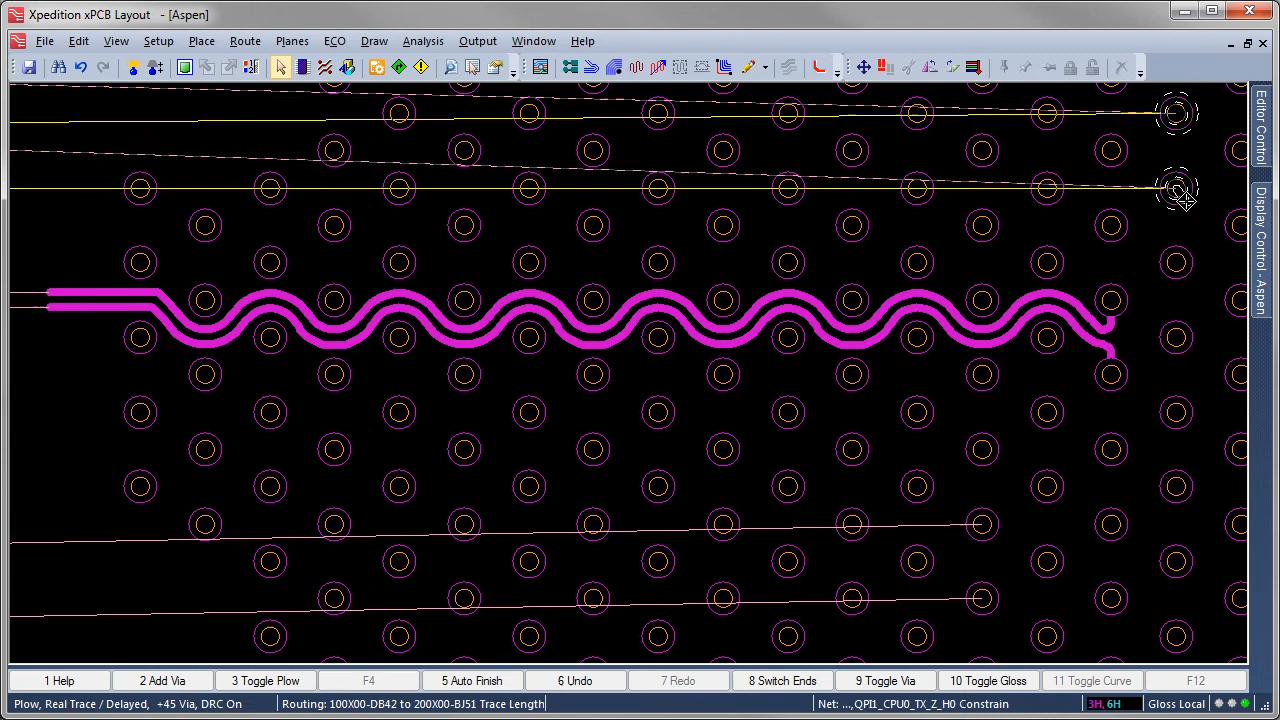 Xpedition xPCB Layout - [Aspen]
File Edit View Setup Place Route Planes ECO Draw Analysis Output Window Help
Editor Control
Display Control - Aspen
1 Help 2 Add Via 3 Toggle Plow F4 5 Auto Finish 6 Undo 7 Redo 8 Switch Ends 9 Toggle Via 10 Toggle Gloss 11 Toggle Curve F12
Plow, Real Trace / Delayed, +45 Via, DRC On Routing: 100X00-DB42 to 200X00-BJ51 Trace Length Net: ...,QPI1_CPU0_TX_Z_H0 Constrain 3H, 6H Gloss Local